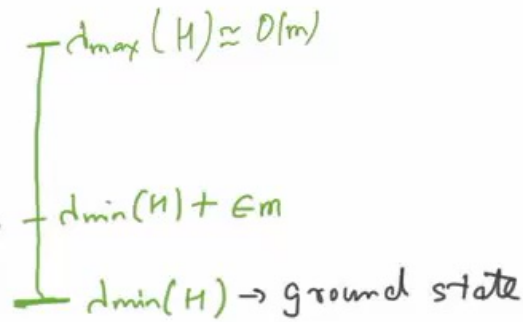 λmax (H) ≈ O(m)
λmin(H) + ϵm
λmin(H) → ground state